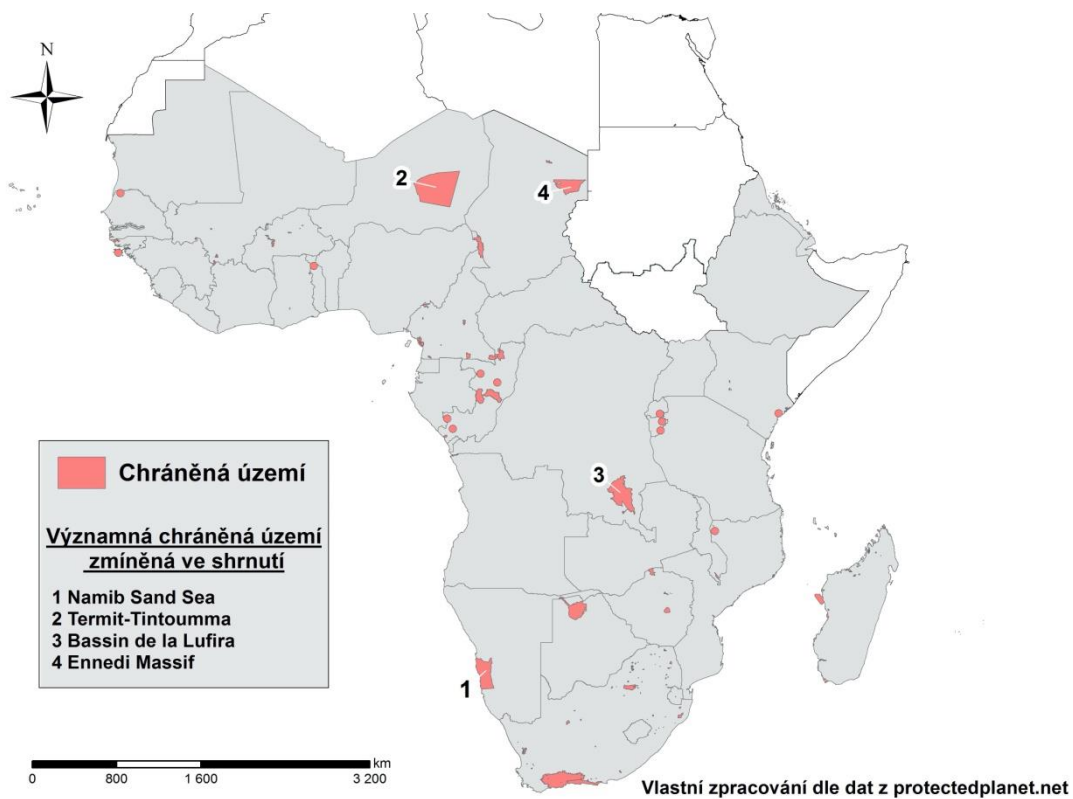 N
2
4
3
1
Chráněná území
Významná chráněná území
zmíněná ve shrnutí
1 Namib Sand Sea
2 Termit-Tintoumma
3 Bassin de la Lufira
4 Ennedi Massif
km
0 800 1 600 3 200
Vlastní zpracování dle dat z protectedplanet.net